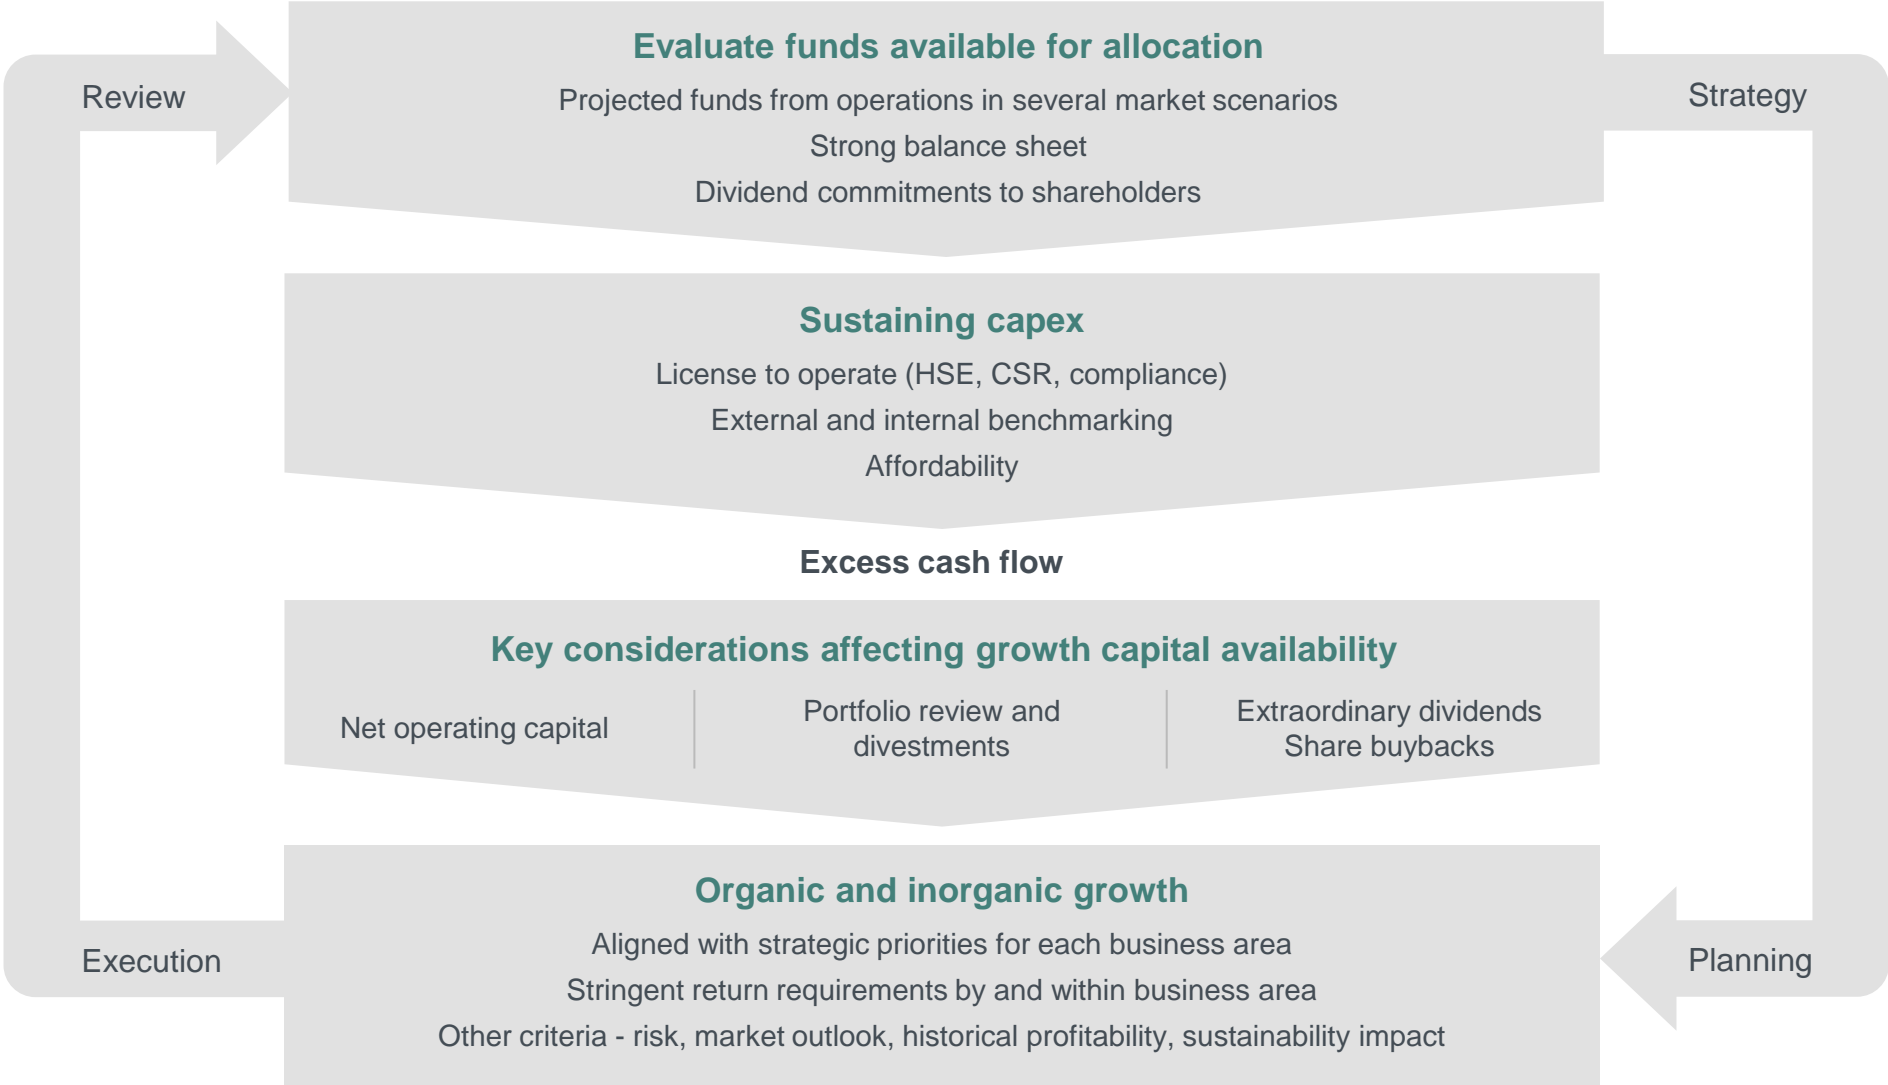 Evaluate funds available for allocation
Review
Projected funds from operations in several market scenarios
Strategy
Strong balance sheet
Dividend commitments to shareholders
Sustaining capex
License to operate (HSE, CSR, compliance)
External and internal benchmarking
Affordability
Excess cash flow
Key considerations affecting growth capital availability
Net operating capital
Portfolio review and
divestments
Extraordinary dividends
Share buybacks
Organic and inorganic growth
Aligned with strategic priorities for each business area
Execution
Planning
Stringent return requirements by and within business area
Other criteria - risk, market outlook, historical profitability, sustainability impact